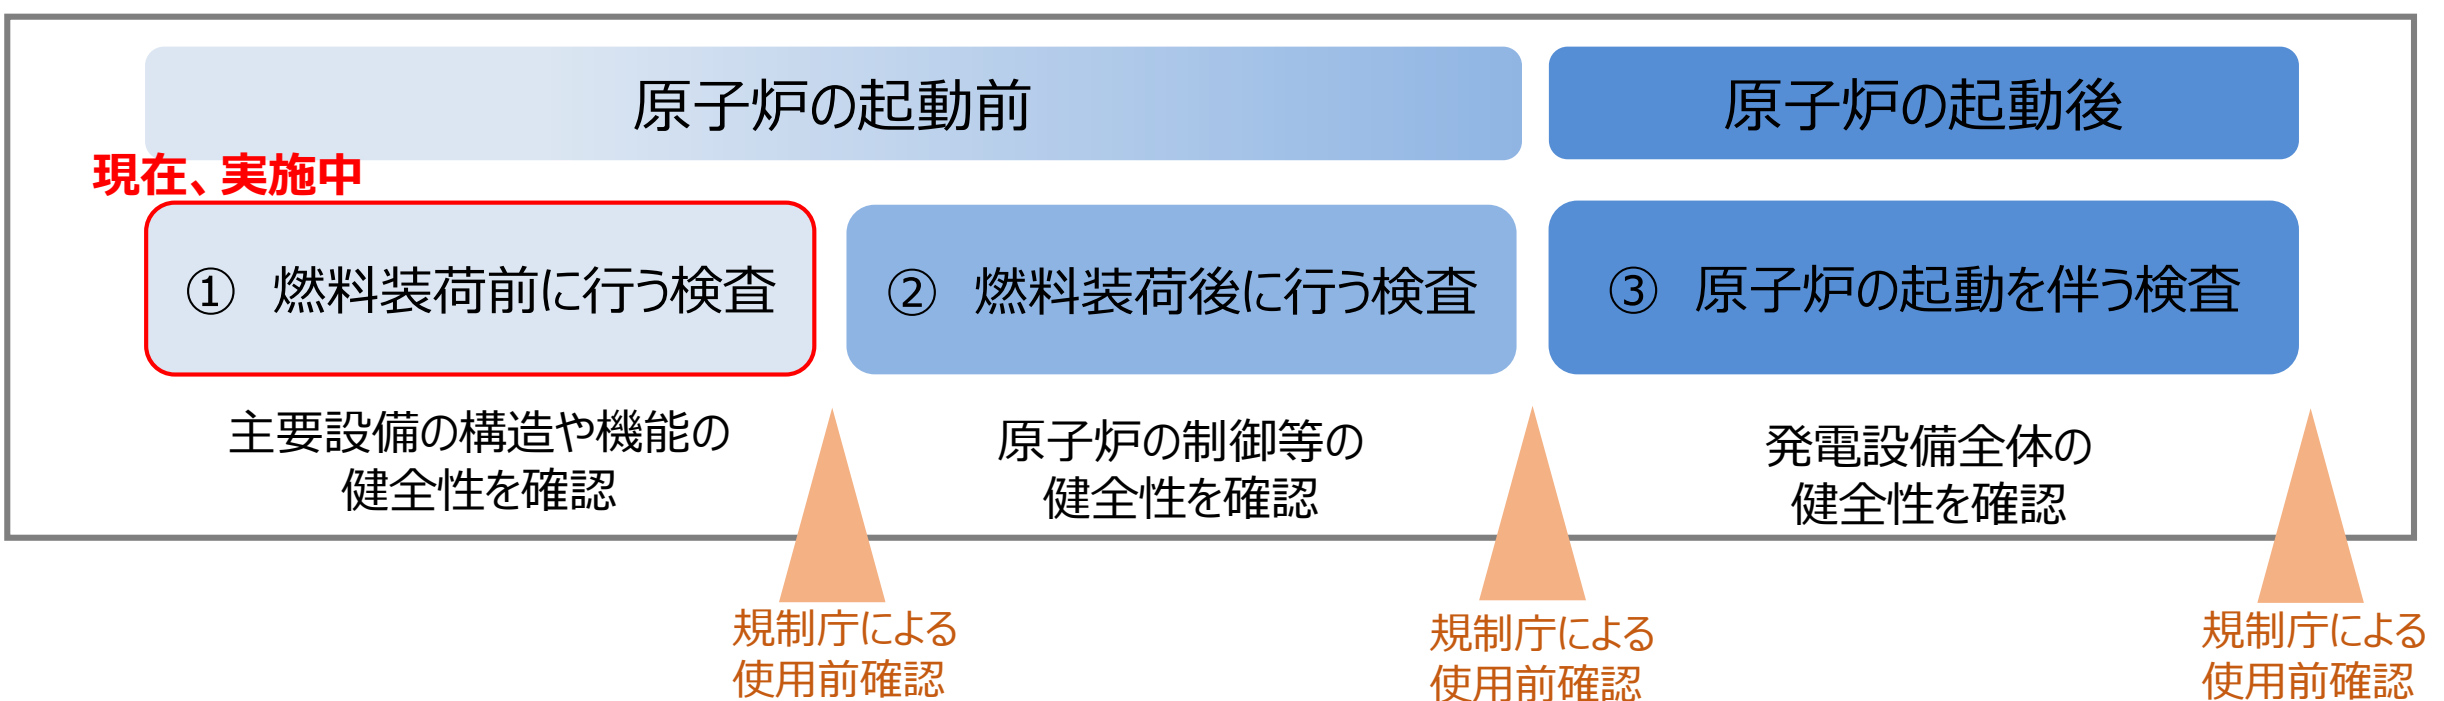 原子炉の起動前
原子炉の起動後
現在、実施中
① 燃料装荷前に行う検査
② 燃料装荷後に行う検査
③ 原子炉の起動を伴う検査
主要設備の構造や機能の
健全性を確認
原子炉の制御等の
健全性を確認
発電設備全体の
健全性を確認
規制庁による
使用前確認
規制庁による
使用前確認
規制庁による
使用前確認